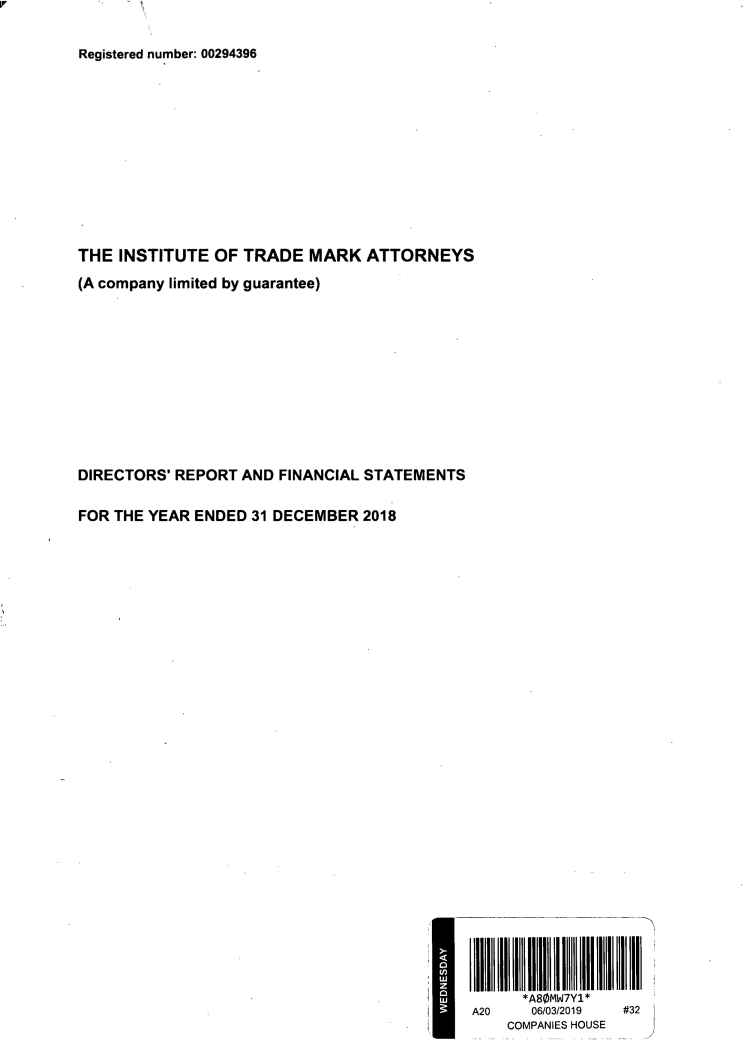 Registered number: 00294396
THE INSTITUTE OF TRADE MARK ATTORNEYS
(A company limited by guarantee)
DIRECTORS' REPORT AND FINANCIAL STATEMENTS
FOR THE YEAR ENDED 31 DECEMBER 2018
WEDNESDAY
*A8ØMW7Y1*
A20 06/03/2019 #32
COMPANIES HOUSE